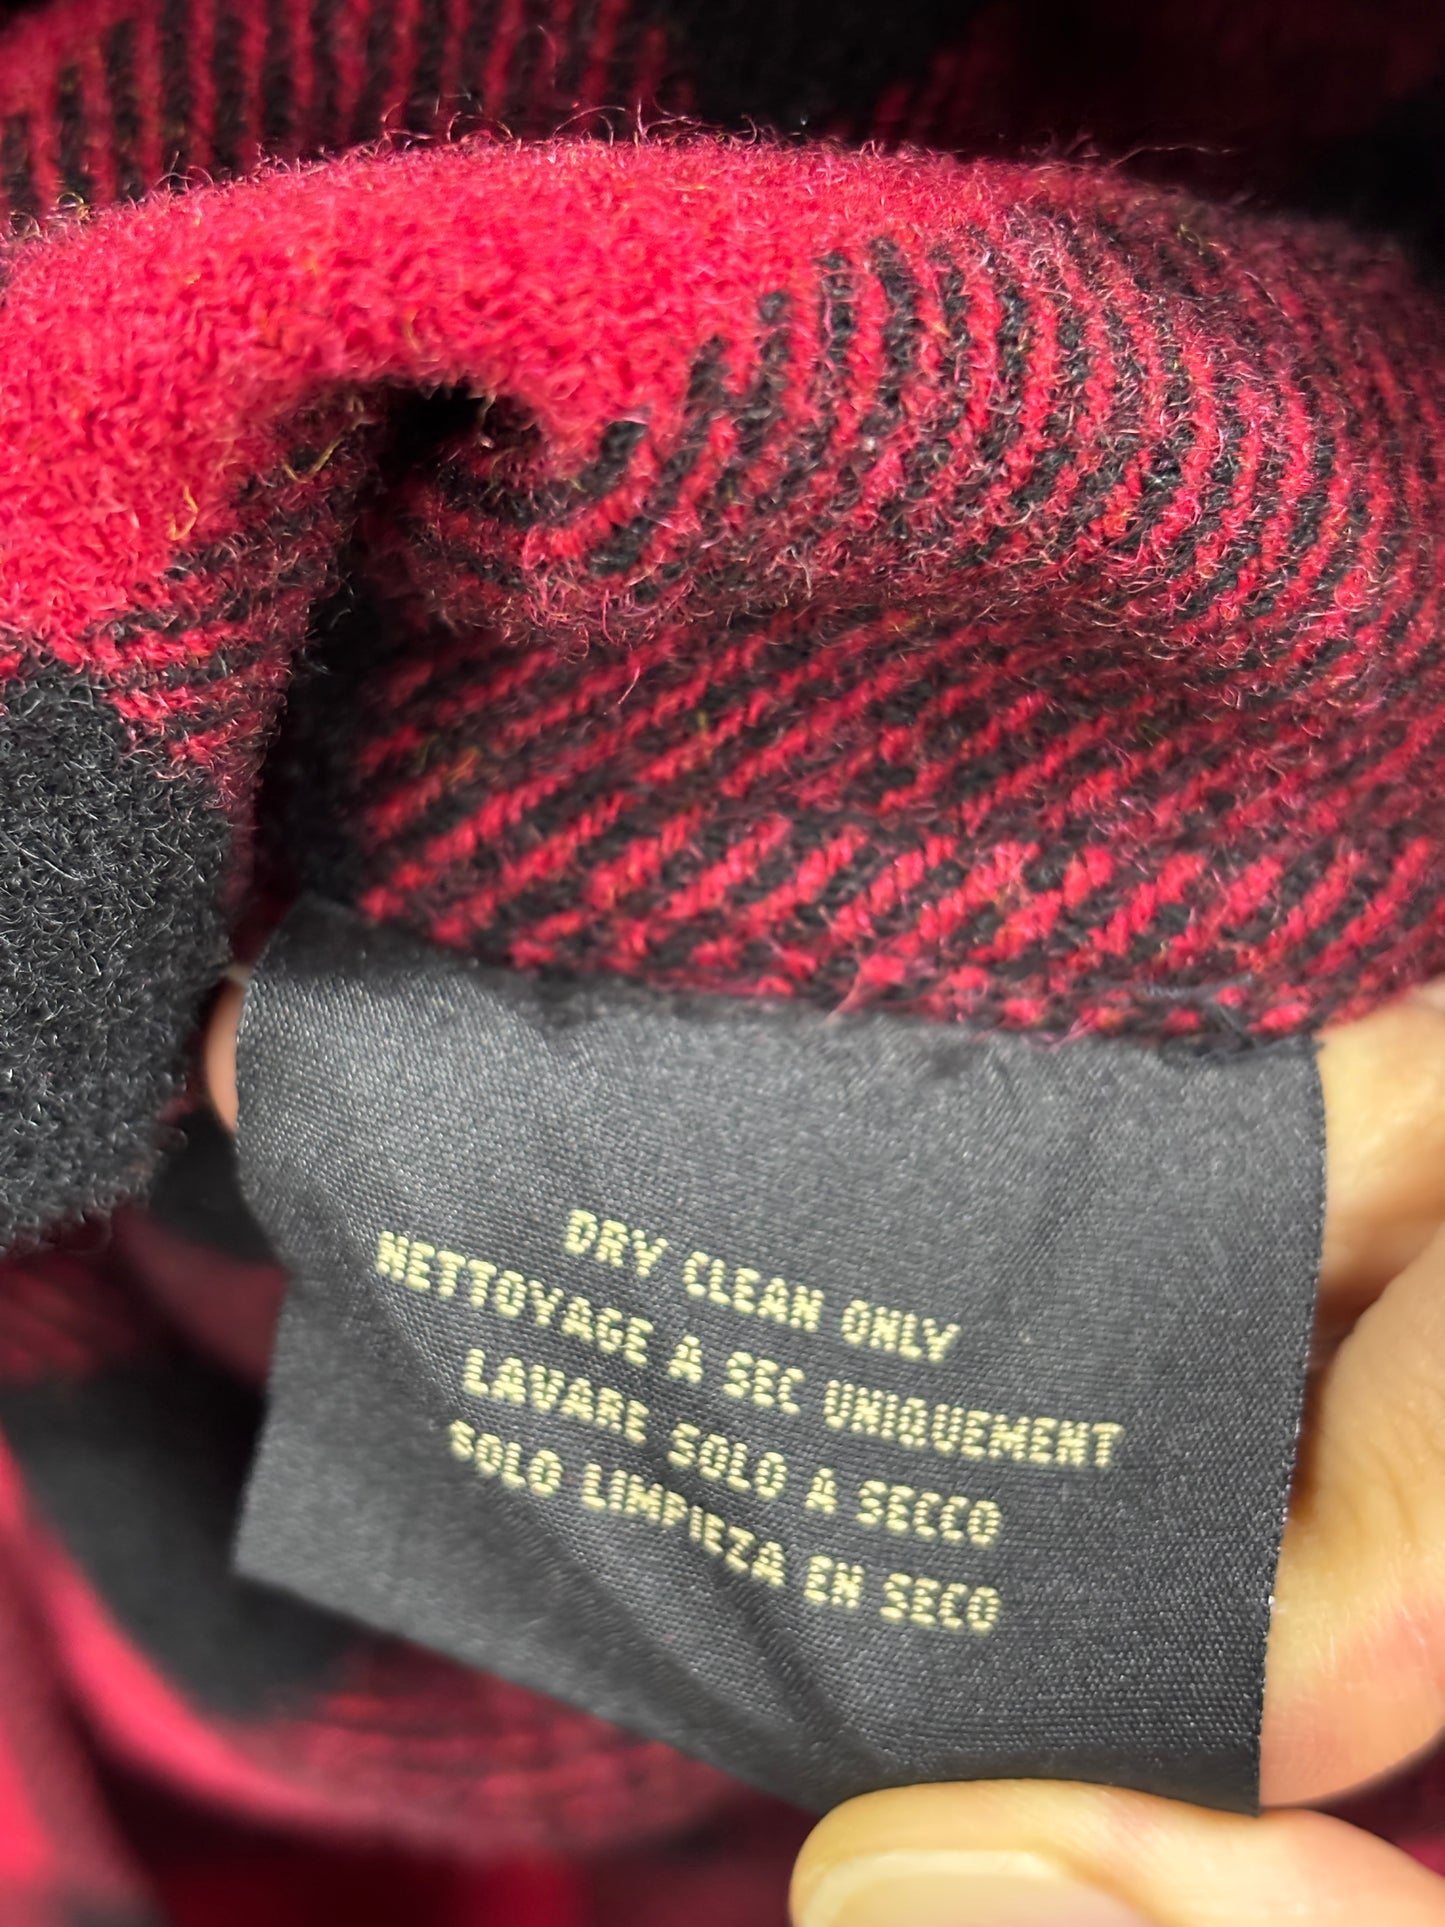 DRY CLEAN ONLY
NETTOYAGE A SEC UNIQUEMENT
LAVARE SOLO A SECCO
SOLO LIMPIEZA EN SECO